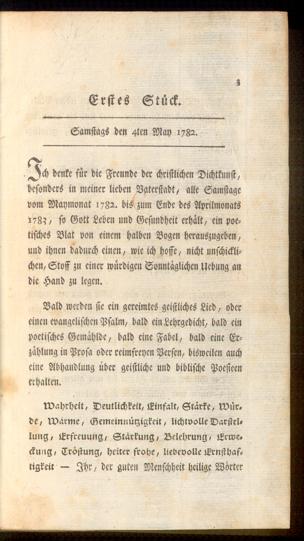 3
Erstes Stück.
Samstags den 4ten May 1782.
Ich denke für die Freunde der christlichen Dichtkunst,
besonders in meiner lieben Vaterstadt, alle Samstage
vom Maymonat 1782. bis zum Ende des Aprilmonats
1783, so Gott Leben und Gesundheit erhält, ein poe-
tisches Blat von einem halben Bogen herauszugeben,
und ihnen dadurch einen, wie ich hoffe, nicht unschickli-
chen, Stoff zu einer würdigen Sonntäglichen Uebung an
die Hand zu legen.
Bald werden sie ein gereimtes geistliches Lied, oder
einen evangelischen Psalm, bald ein Lehrgedicht, bald ein
poetisches Gemählde, bald eine Fabel, bald eine Er-
zählung in Prosa oder reimfreyen Versen, bisweilen auch
eine Abhandlung über geistliche und biblische Poesieen
erhalten.
Wahrheit, Deutlichkeit, Einfalt, Stärke, Wür-
de, Wärme, Gemeinnützigkeit, lichtvolle Darstel-
lung, Erfreuung, Stärkung, Belehrung, Erwe-
ckung, Tröstung, heiter frohe, liebevolle Ernsthaf-
tigkeit — Ihr, der guten Menschheit heilige Wörter